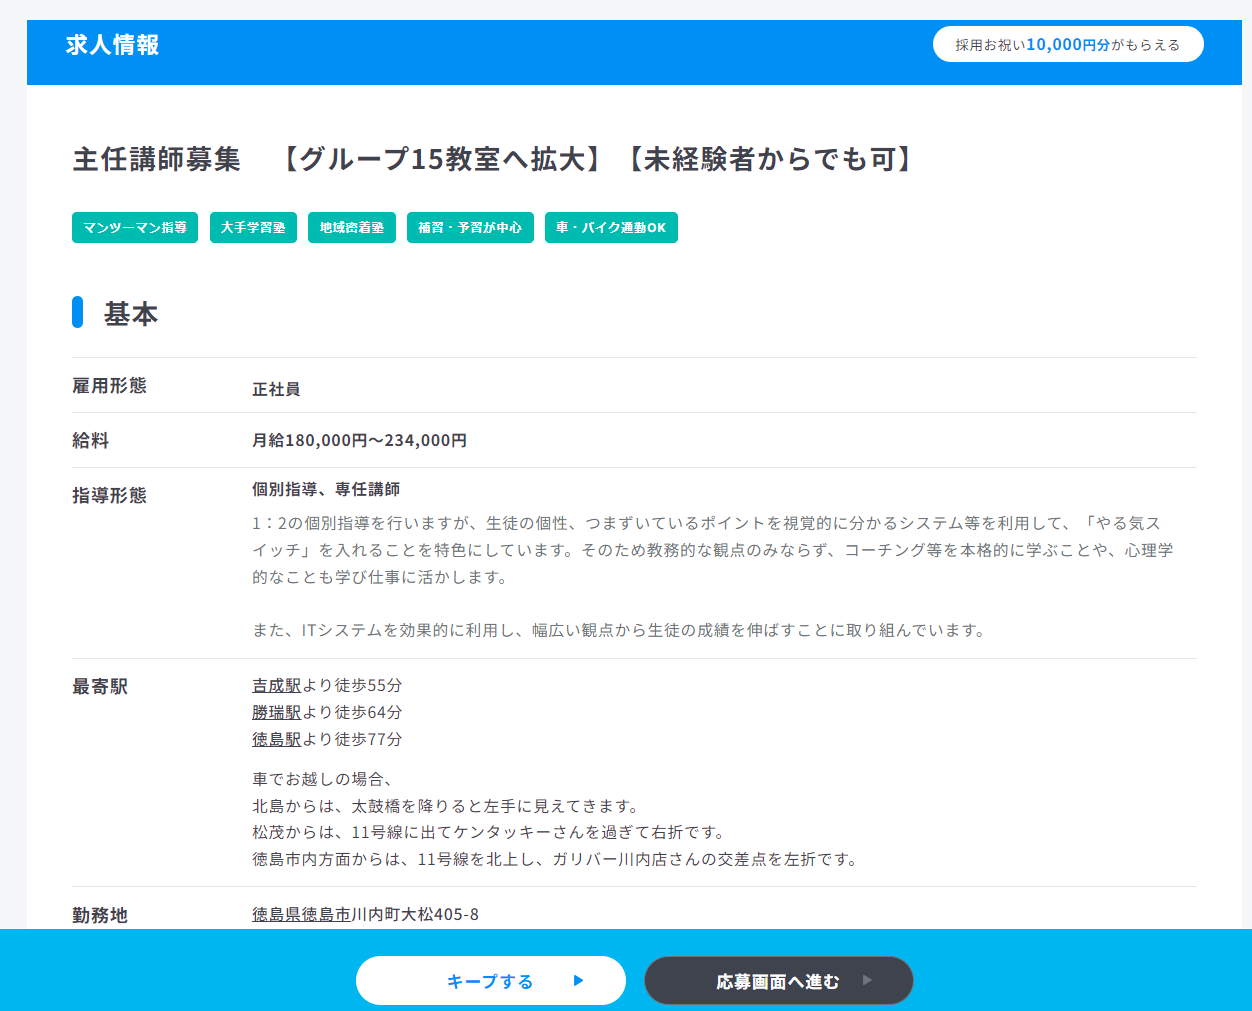 求人情報
採用お祝い10,000円分がもらえる
主任講師募集　【グループ15教室へ拡大】【未経験者からでも可】
マンツーマン指導 大手学習塾 地域密着塾 補習・予習が中心 車・バイク通勤OK
基本
雇用形態 正社員
給料 月給180,000円〜234,000円
指導形態 個別指導、専任講師
1：2の個別指導を行いますが、生徒の個性、つまずいているポイントを視覚的に分かるシステム等を利用して、「やる気ス
イッチ」を入れることを特色にしています。そのため教務的な観点のみならず、コーチング等を本格的に学ぶことや、心理学
的なことも学び仕事に活かします。
また、ITシステムを効果的に利用し、幅広い観点から生徒の成績を伸ばすことに取り組んでいます。
最寄駅 吉成駅より徒歩55分
勝瑞駅より徒歩64分
徳島駅より徒歩77分
車でお越しの場合、
北島からは、太鼓橋を降りると左手に見えてきます。
松茂からは、11号線に出てケンタッキーさんを過ぎて右折です。
徳島市内方面からは、11号線を北上し、ガリバー川内店さんの交差点を左折です。
勤務地 徳島県徳島市川内町大松405-8
キープする ▶ 応募画面へ進む ▶